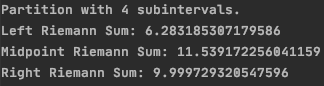 Partition with 4 subintervals.
Left Riemann Sum: 6.283185307179586
Midpoint Riemann Sum: 11.539172256041159
Right Riemann Sum: 9.999729320547596